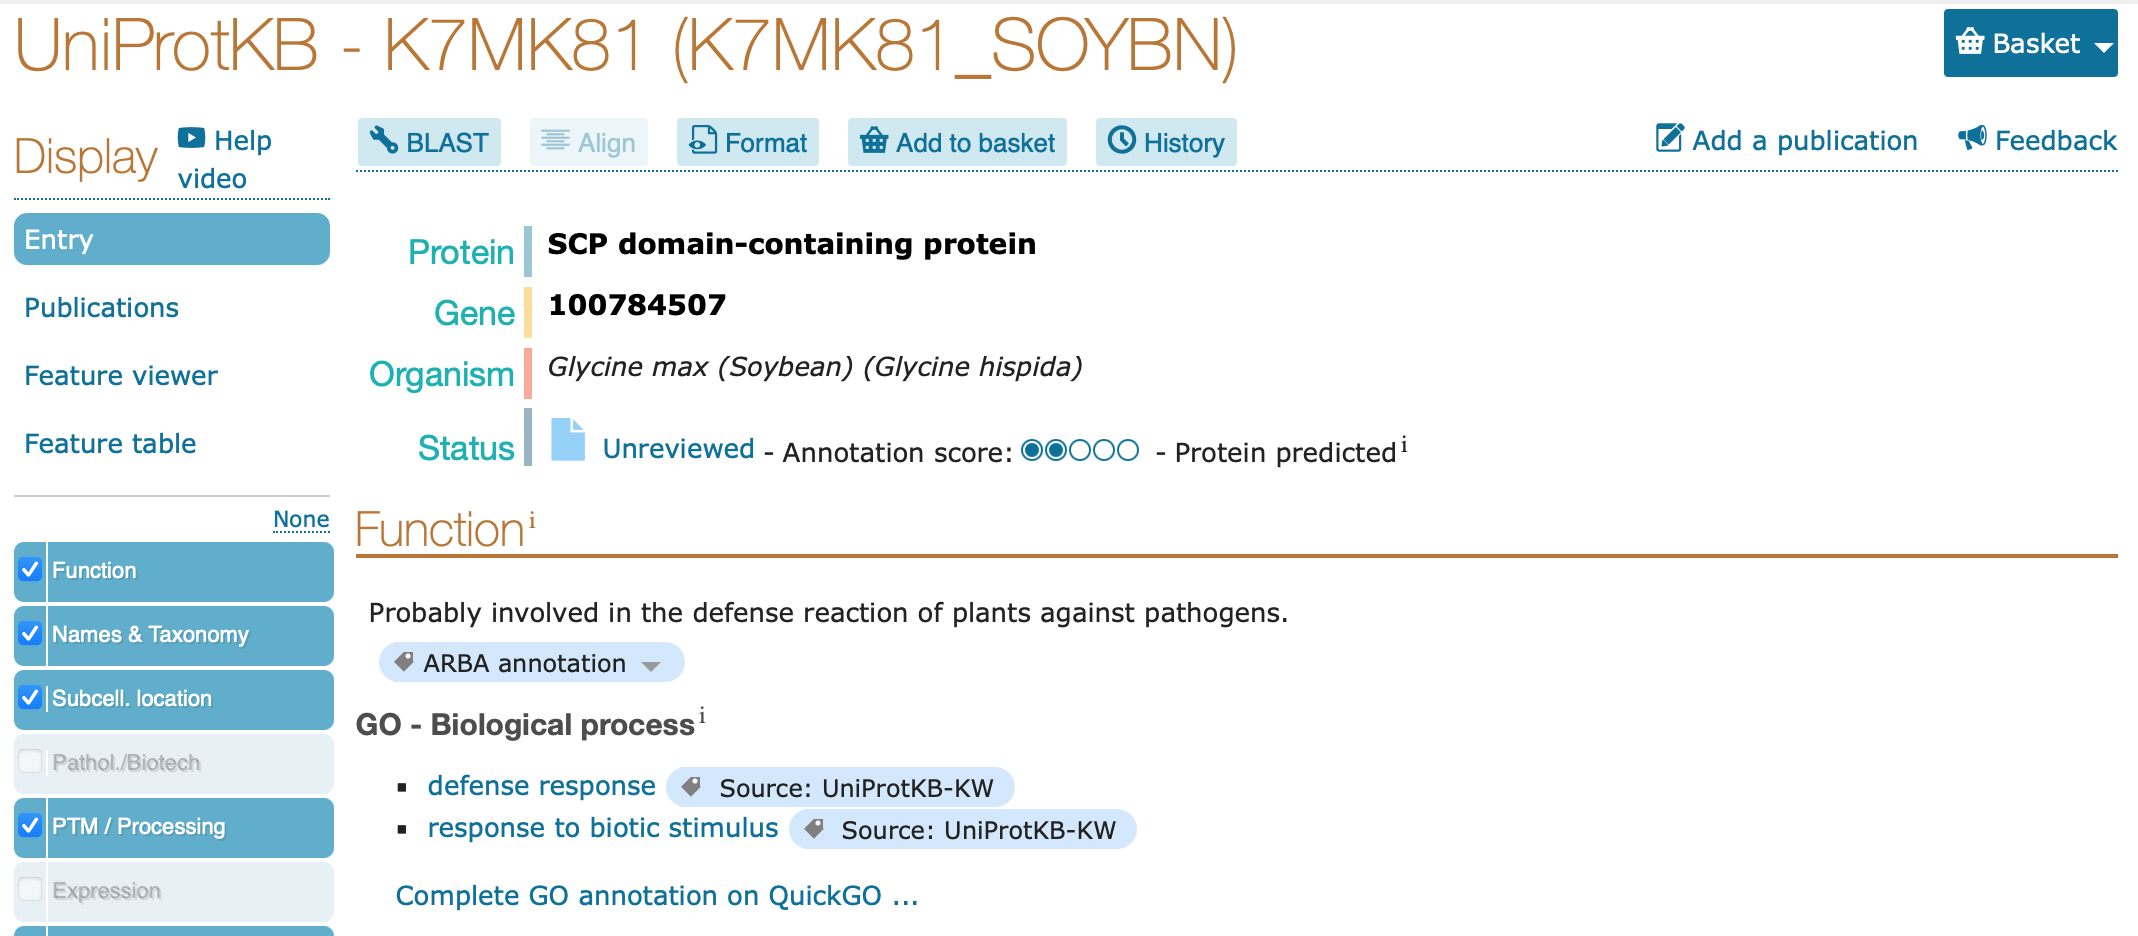 UniProtKB - K7MK81 (K7MK81_SOYBN)
Basket
Display
Help video
BLAST
Align
Format
Add to basket
History
Add a publication
Feedback
Entry
Publications
Feature viewer
Feature table
None
Function
Names & Taxonomy
Subcell. location
Pathol./Biotech
PTM / Processing
Expression
Protein SCP domain-containing protein
Gene 100784507
Organism Glycine max (Soybean) (Glycine hispida)
Status Unreviewed - Annotation score: - Protein predicted i
Function i
Probably involved in the defense reaction of plants against pathogens.
ARBA annotation
GO - Biological process i
▪ defense response Source: UniProtKB-KW
▪ response to biotic stimulus Source: UniProtKB-KW
Complete GO annotation on QuickGO ...